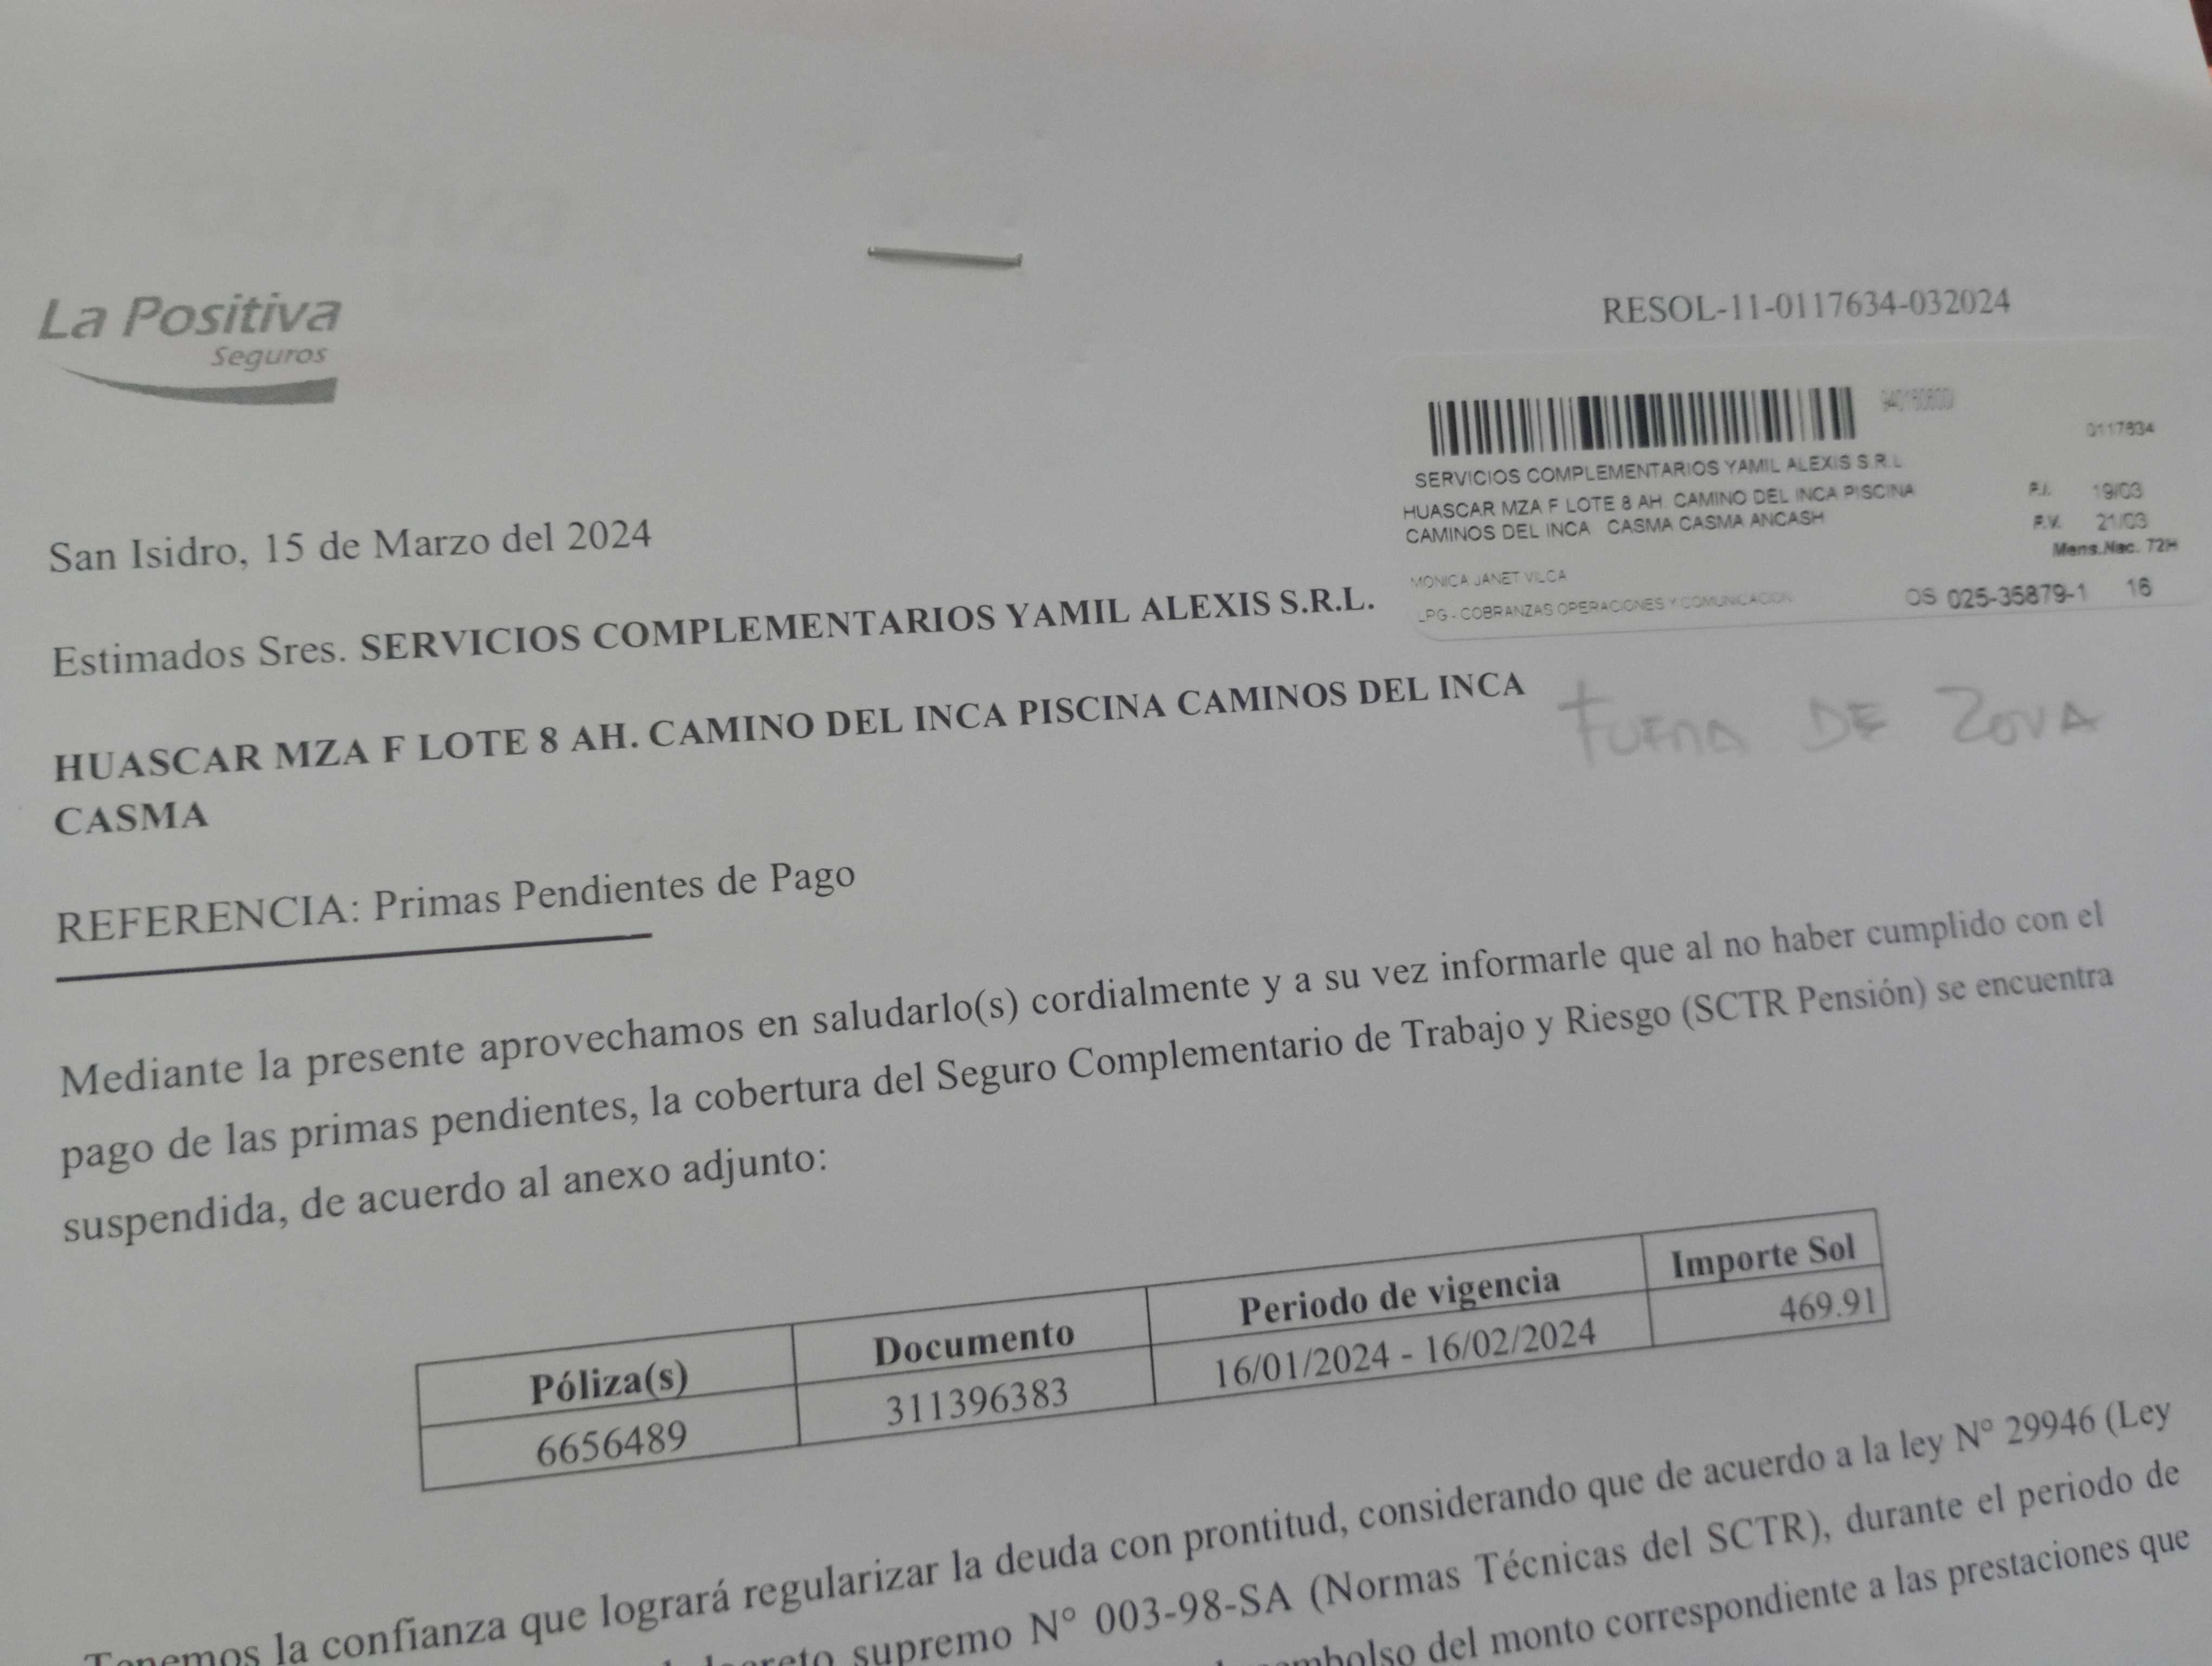 La Positiva
Seguros
RESOL-11-0117634-032024
0117634
SERVICIOS COMPLEMENTARIOS YAMIL ALEXIS S.R.L
HUASCAR MZA F LOTE 8 AH. CAMINO DEL INCA PISCINA
CAMINOS DEL INCA CASMA CASMA ANCASH
F.I. 19/03
F.V. 21/03
Mens.Nac. 72H
MONICA JANET VILCA
LPG - COBRANZAS OPERACIONES Y COMUNICACION
OS 025-35879-1 16
San Isidro, 15 de Marzo del 2024
Estimados Sres. SERVICIOS COMPLEMENTARIOS YAMIL ALEXIS S.R.L.
HUASCAR MZA F LOTE 8 AH. CAMINO DEL INCA PISCINA CAMINOS DEL INCA
CASMA
FUERA DE ZONA
REFERENCIA: Primas Pendientes de Pago
Mediante la presente aprovechamos en saludarlo(s) cordialmente y a su vez informarle que al no haber cumplido con el
pago de las primas pendientes, la cobertura del Seguro Complementario de Trabajo y Riesgo (SCTR Pensión) se encuentra
suspendida, de acuerdo al anexo adjunto:
Póliza(s) Documento Periodo de vigencia Importe Sol
6656489 311396383 16/01/2024 - 16/02/2024 469.91
Tenemos la confianza que logrará regularizar la deuda con prontitud, considerando que de acuerdo a la ley N° 29946 (Ley
supremo N° 003-98-SA (Normas Técnicas del SCTR), durante el periodo de
del monto correspondiente a las prestaciones que